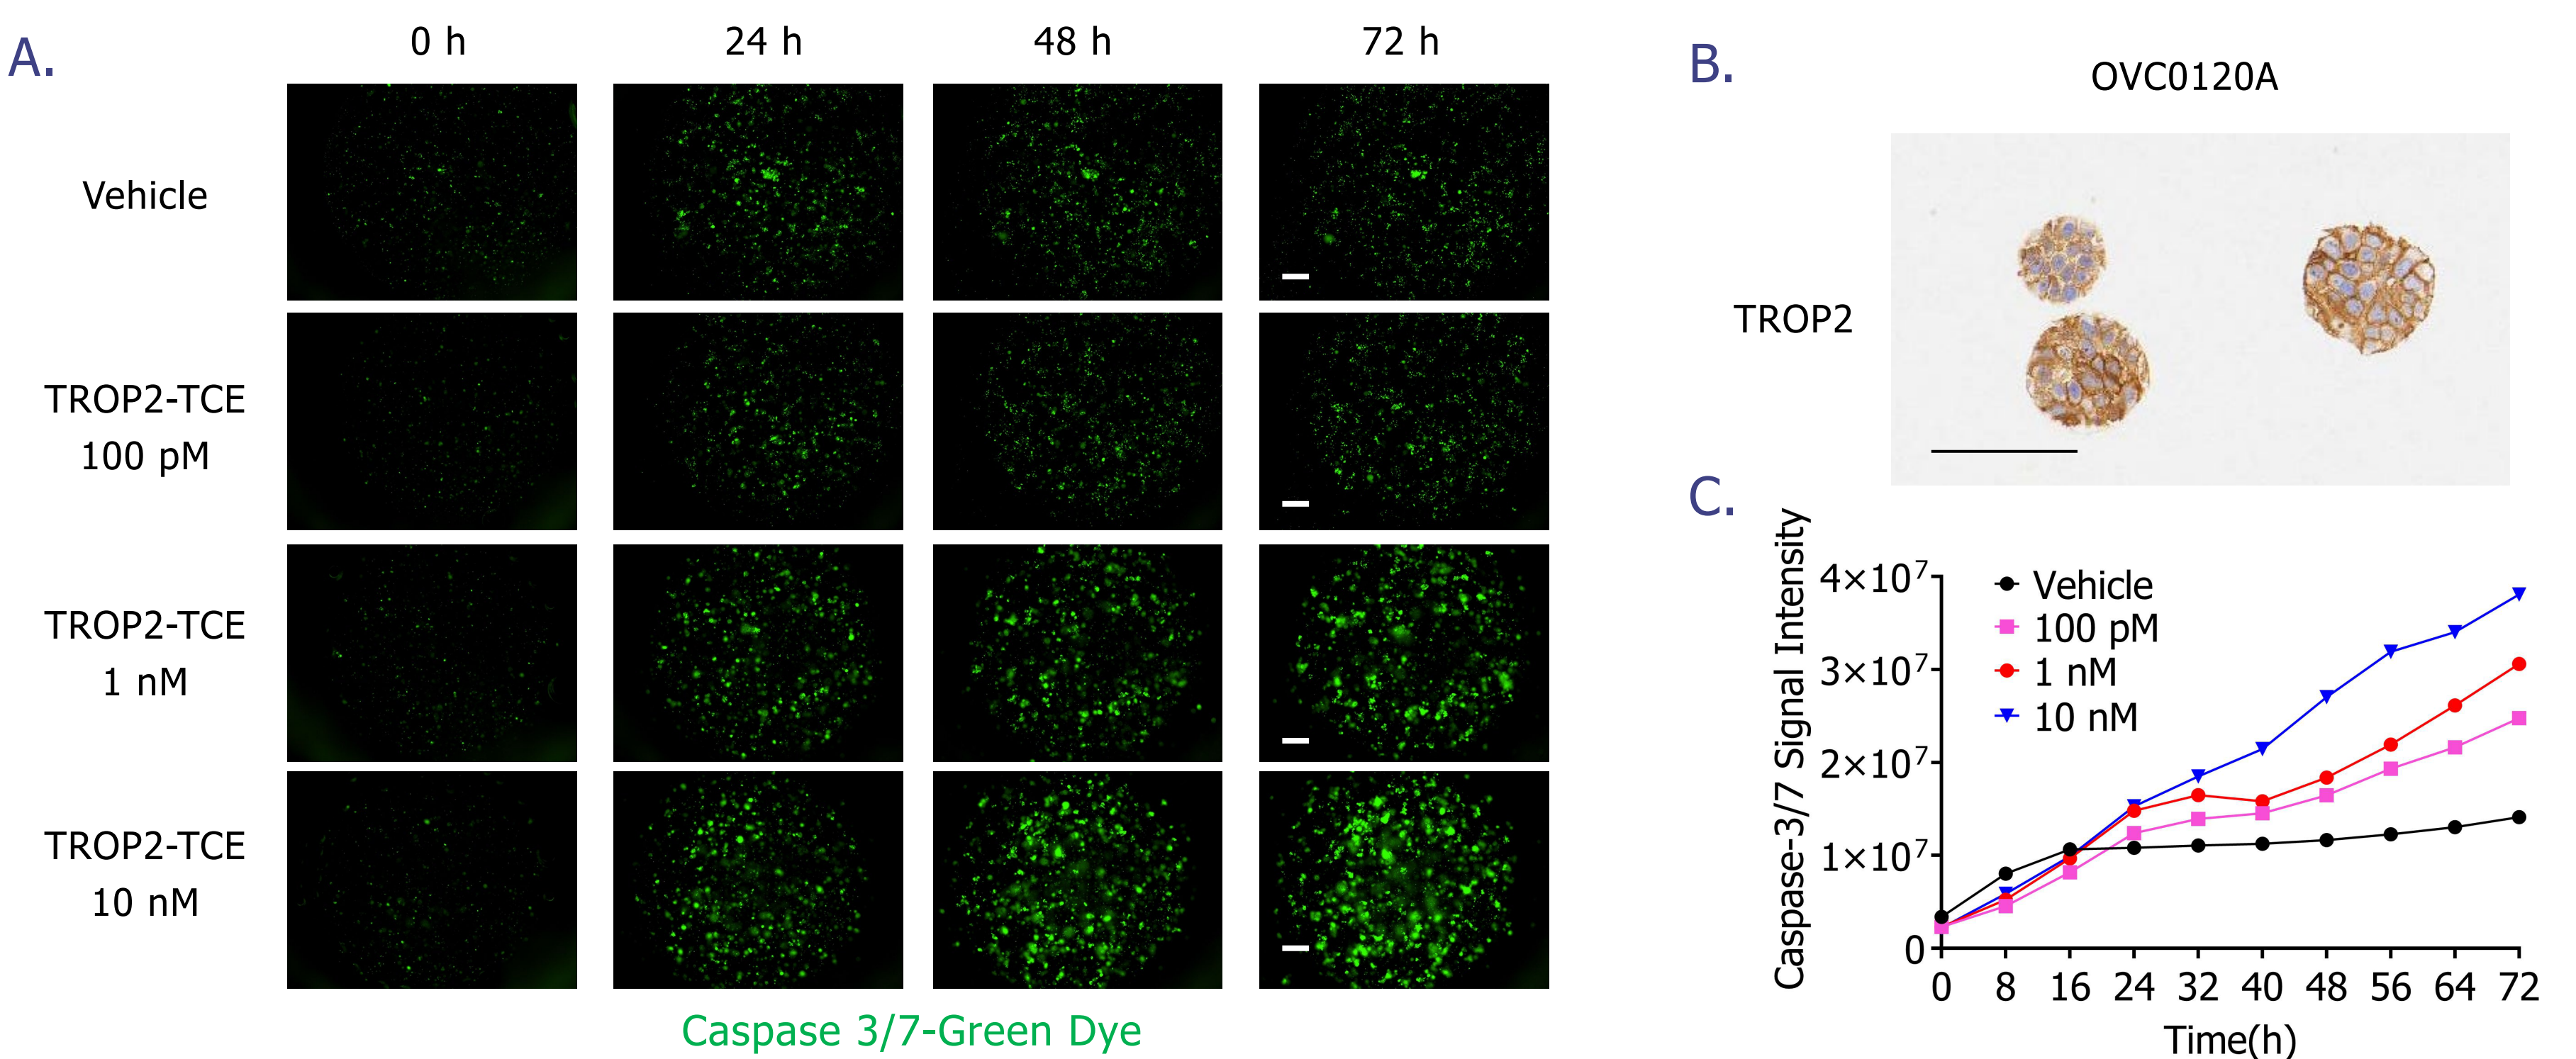 A.
0 h
24 h
48 h
72 h
Vehicle
TROP2-TCE
100 pM
TROP2-TCE
1 nM
TROP2-TCE
10 nM
Caspase 3/7-Green Dye
B.
OVC0120A
TROP2
C.
Caspase-3/7 Signal Intensity
4×10⁷
3×10⁷
2×10⁷
1×10⁷
0
Vehicle
100 pM
1 nM
10 nM
0 8 16 24 32 40 48 56 64 72
Time(h)